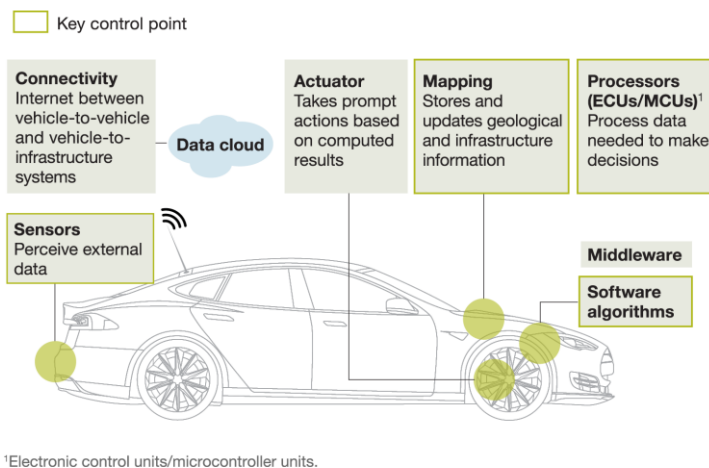 Key control point
Connectivity
Internet between
vehicle-to-vehicle
and vehicle-to-
infrastructure
systems
Data cloud
Actuator
Takes prompt
actions based
on computed
results
Mapping
Stores and
updates geological
and infrastructure
information
Processors
(ECUs/MCUs)¹
Process data
needed to make
decisions
Sensors
Perceive external
data
Middleware
Software
algorithms
¹Electronic control units/microcontroller units.